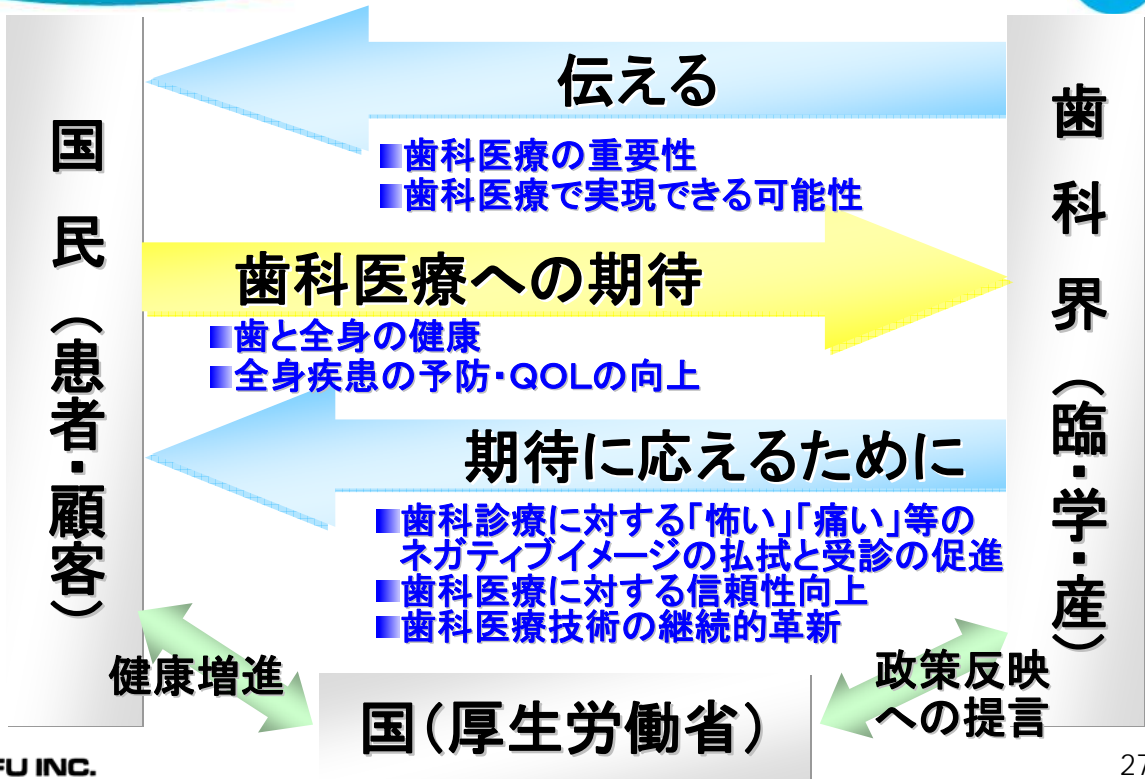 伝える
■歯科医療の重要性
■歯科医療で実現できる可能性
国民（患者・顧客）
歯科界（臨・学・産）
歯科医療への期待
■歯と全身の健康
■全身疾患の予防・QOLの向上
期待に応えるために
■歯科診療に対する「怖い」「痛い」等の
ネガティブイメージの払拭と受診の促進
■歯科医療に対する信頼性向上
■歯科医療技術の継続的革新
健康増進
政策反映
への提言
国（厚生労働省）
FU INC.
27